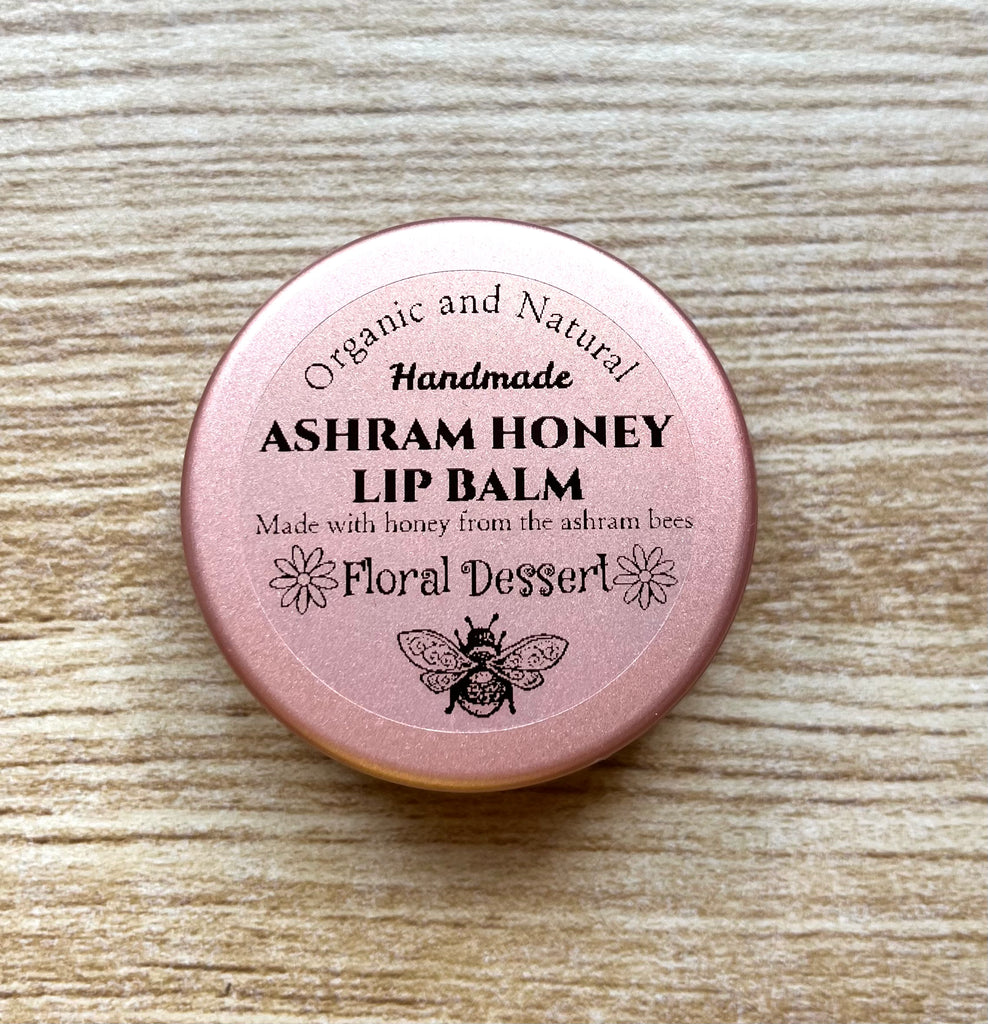 Organic and Natural
Handmade
ASHRAM HONEY
LIP BALM
Made with honey from the ashram bees
Floral Dessert